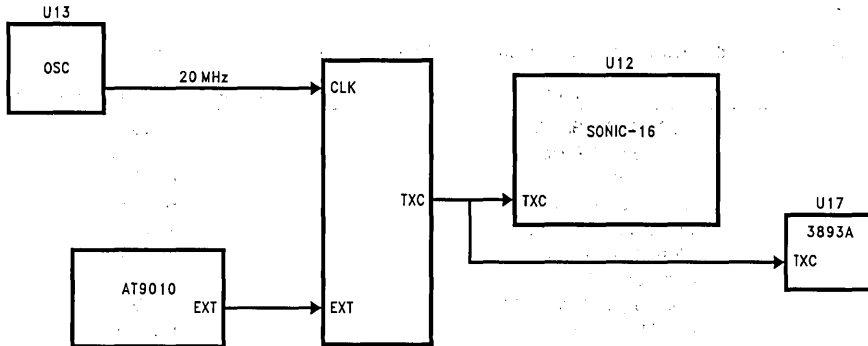 U13
OSC
20 MHz
CLK
U12
SONIC-16
TXC
TXC
U17
3893A
TXC
AT9010
EXT
EXT